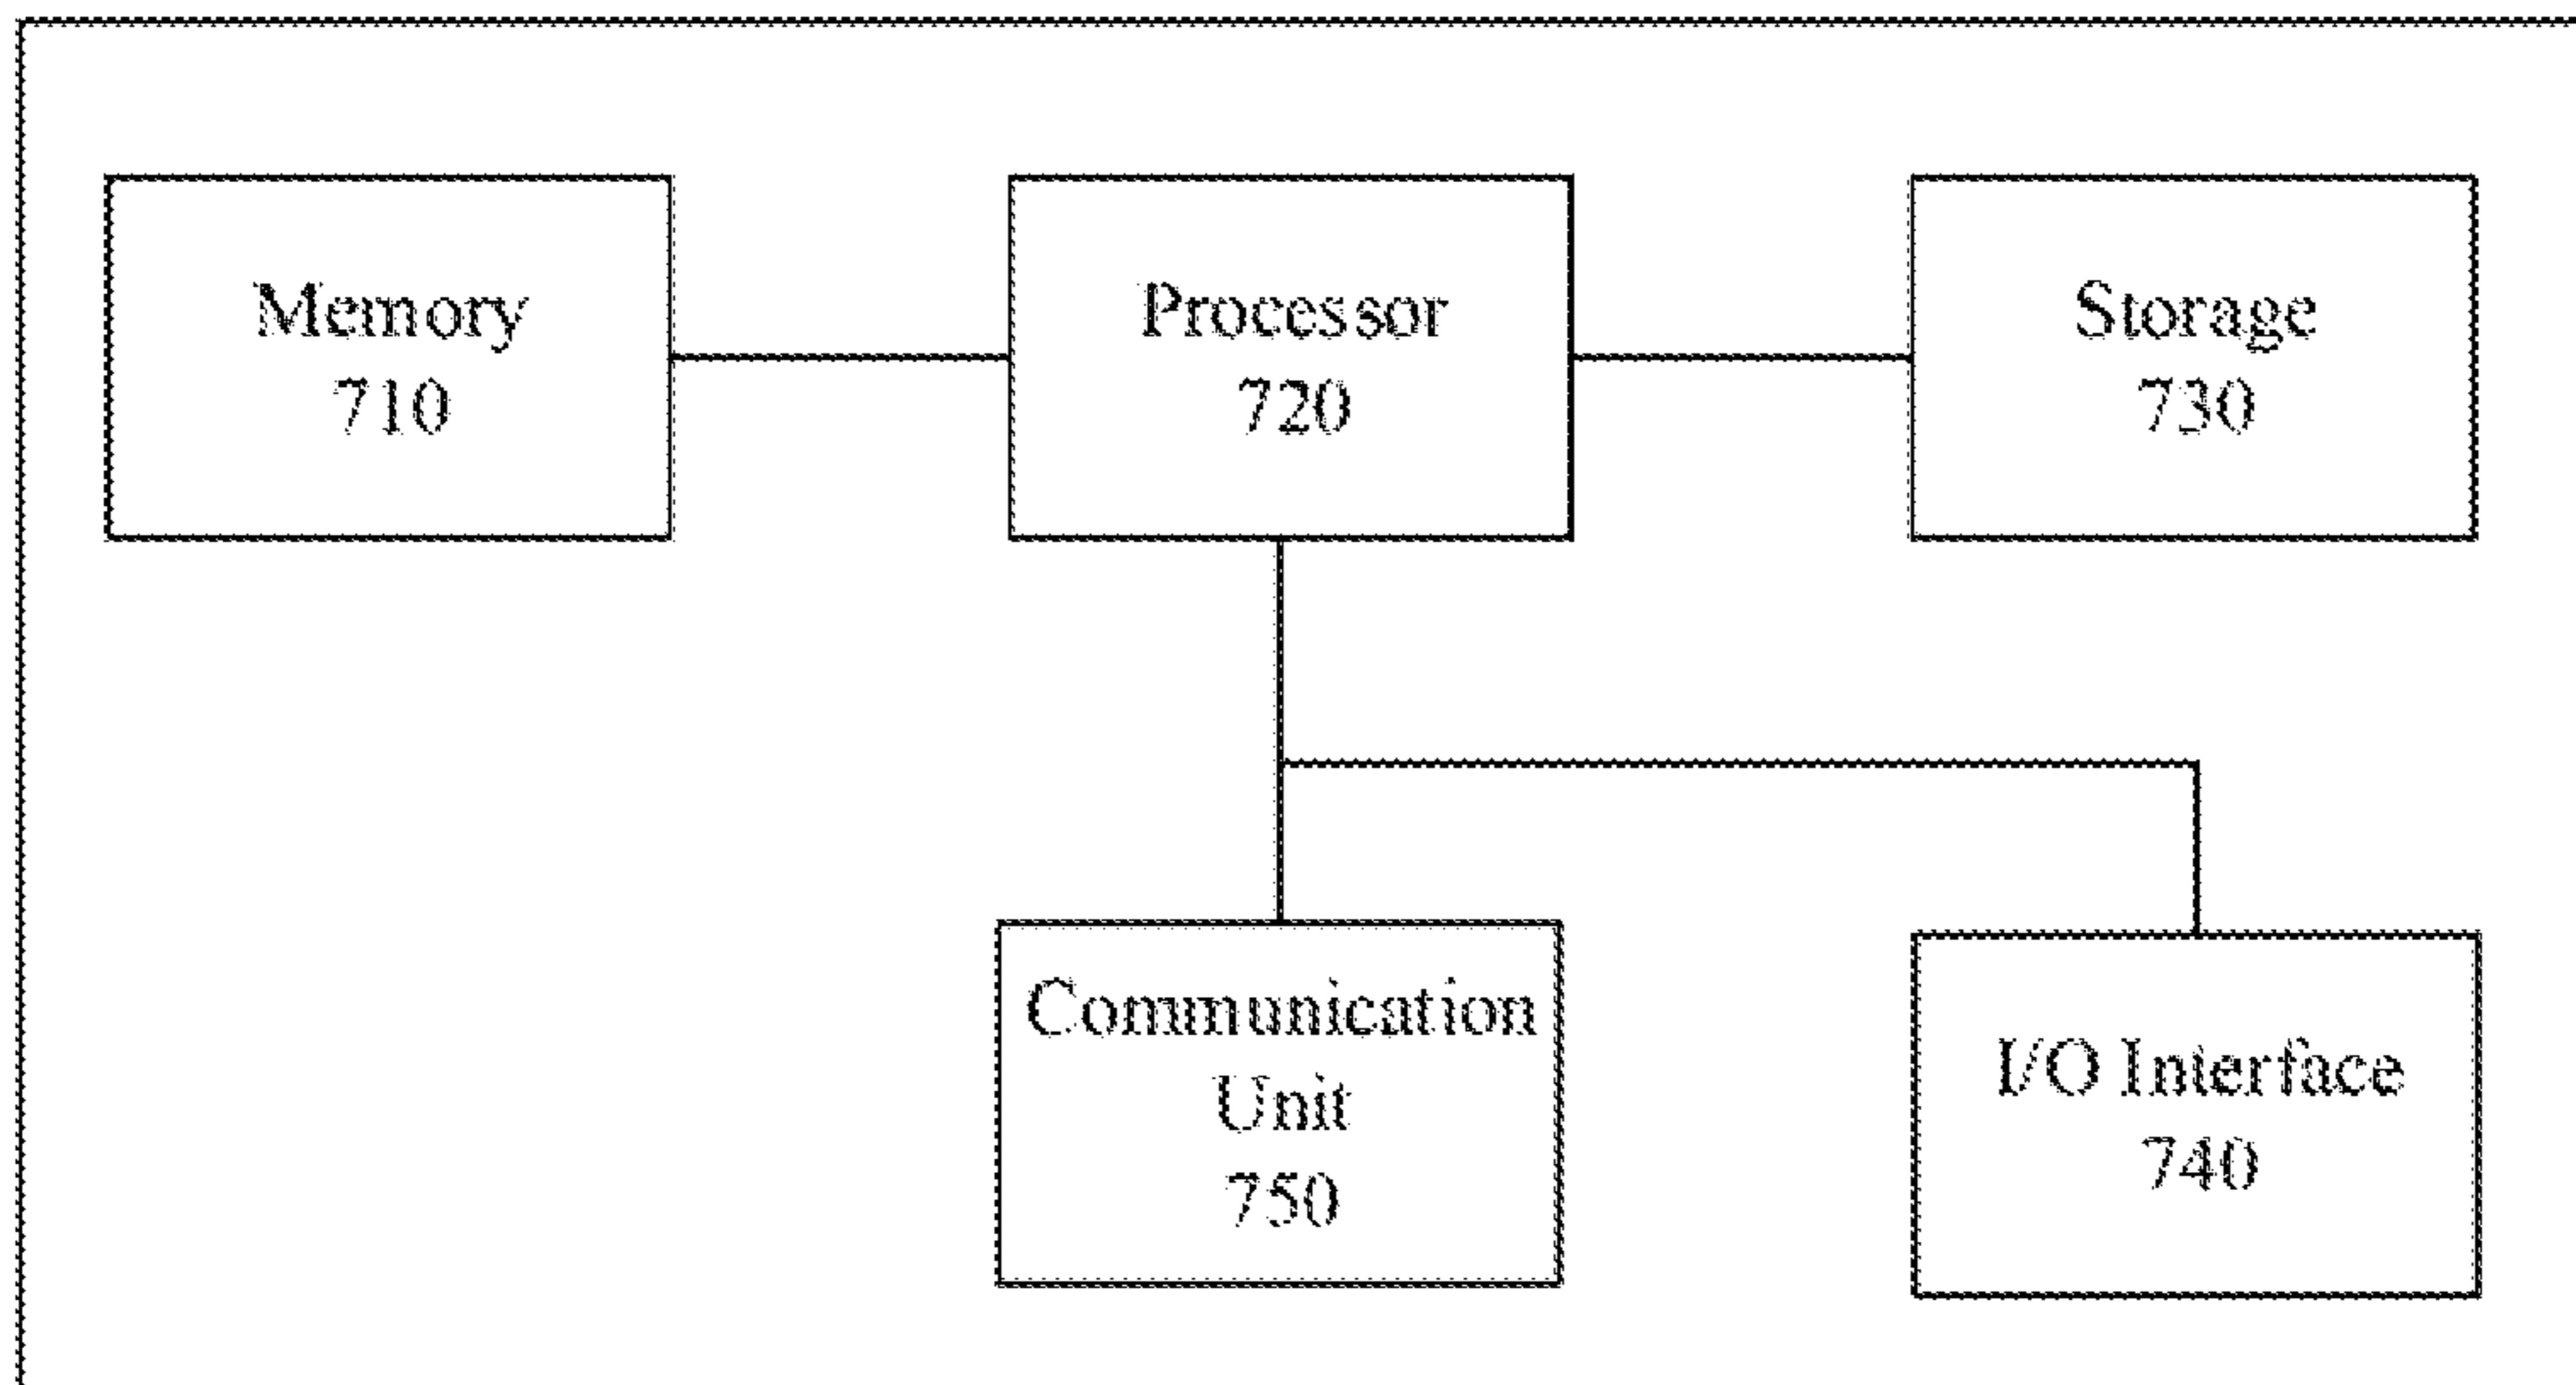 Memory
710
Processor
720
Storage
730
Communication
Unit
750
I/O Interface
740